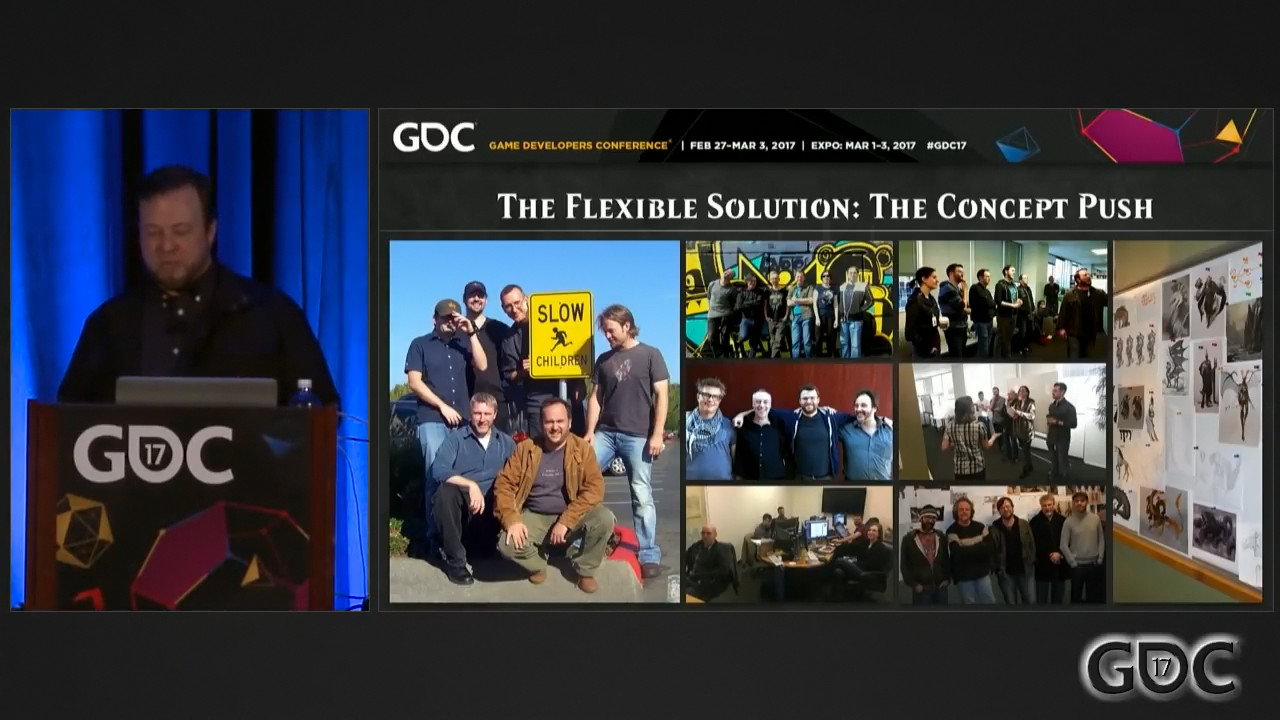 GDC
GAME DEVELOPERS CONFERENCE® | FEB 27–MAR 3, 2017 | EXPO: MAR 1–3, 2017 #GDC17
THE FLEXIBLE SOLUTION: THE CONCEPT PUSH
SLOW
CHILDREN
GDC
17
GDC
17